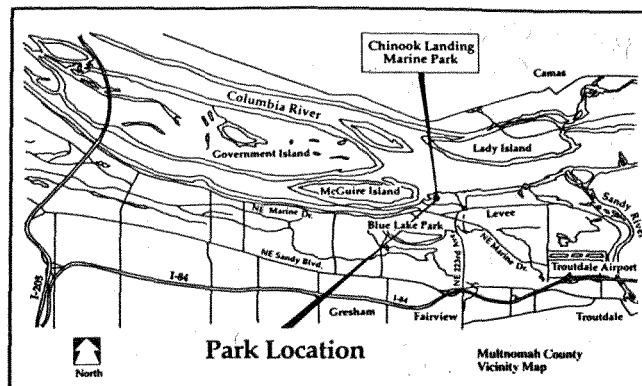 Chinook Landing
Marine Park
Camas
Columbia River
Lady Island
Government Island
McGuire Island
Sandy River
NE Marine Dr.
Levee
Blue Lake Park
NE 223rd Ave
NE Marine Dr.
NE Sandy Blvd.
Troutdale Airport
I-205
I-84
I-84
Gresham
Fairview
Troutdale
Park Location
North
Multnomah County
Vicinity Map